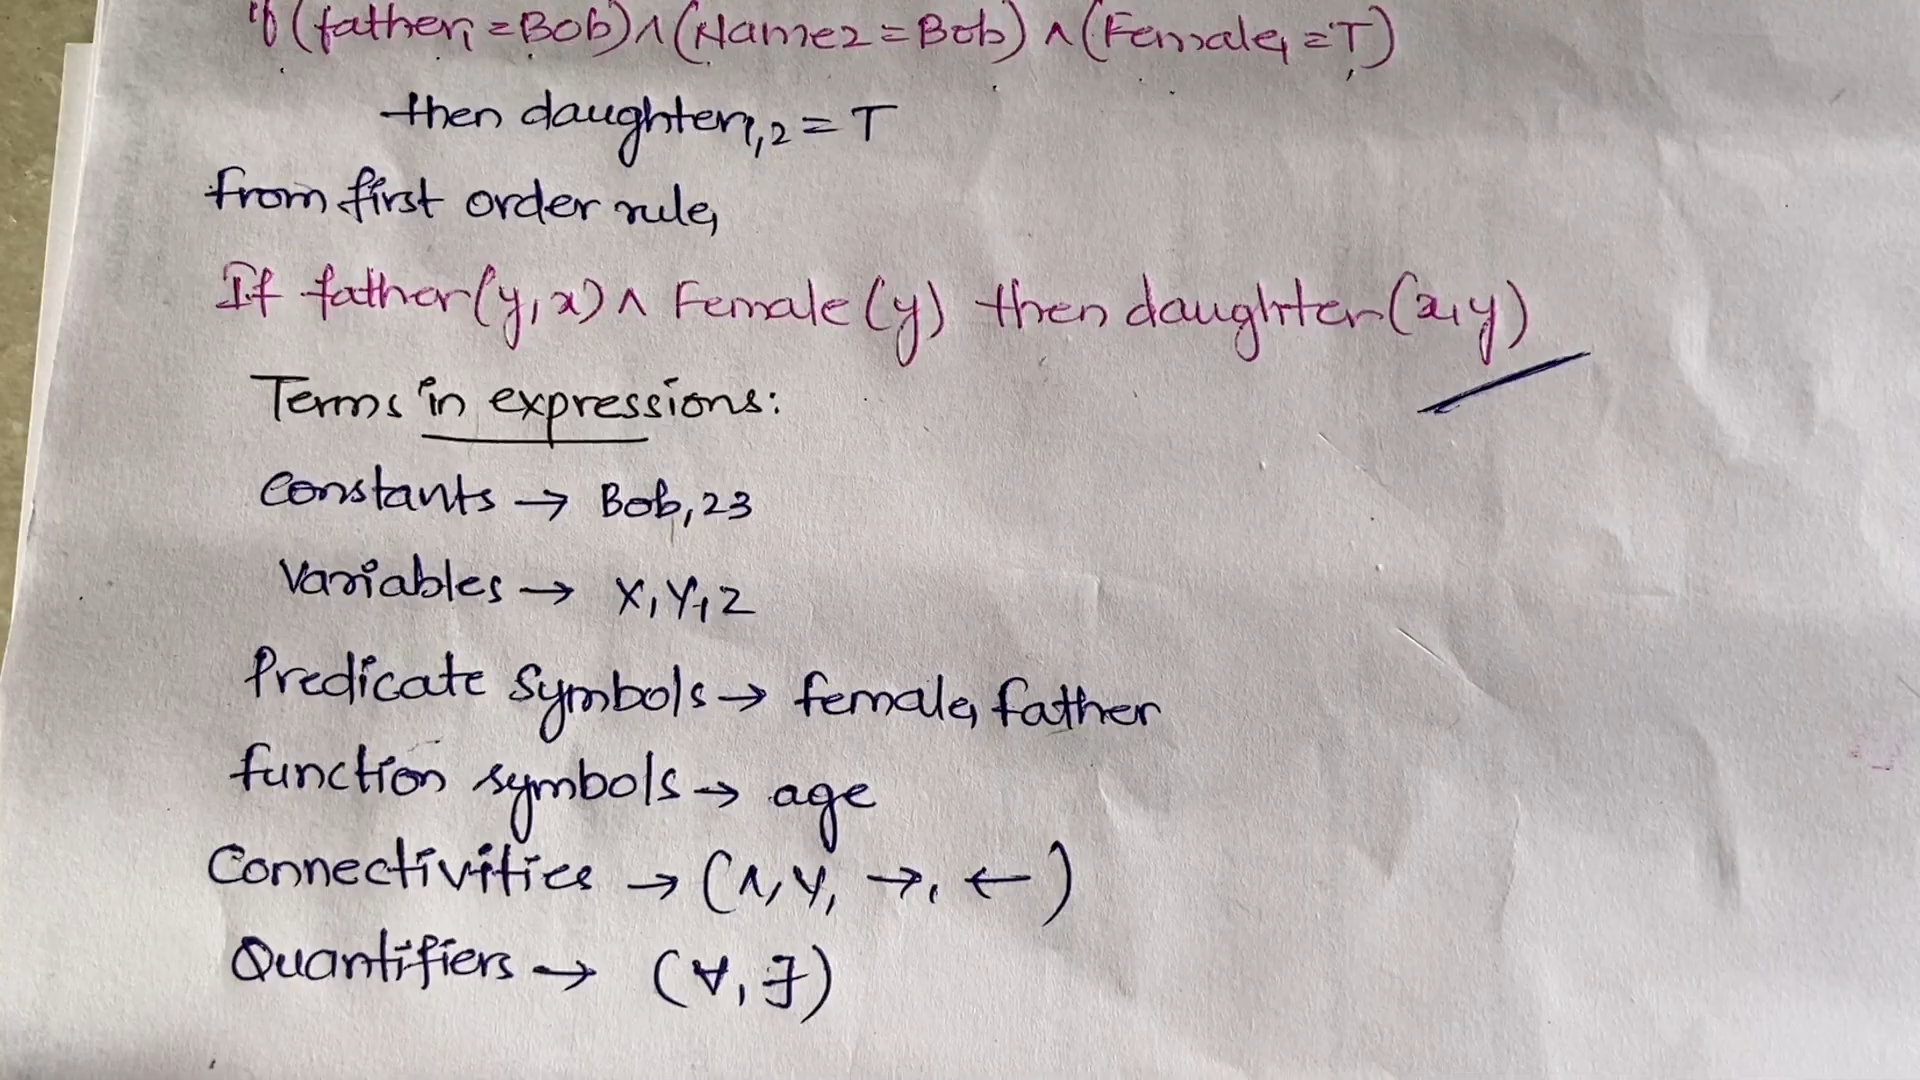 If (father1 = Bob) ∧ (Name2 = Bob) ∧ (Female1 = T)
then daughter1,2 = T
from first order rule,
If father(y,x) ∧ Female(y) then daughter(x,y)
Terms in expressions:
Constants → Bob, 23
Variables → X, Y, Z
Predicate Symbols → female, father
function symbols → age
Connectivities → (∧, ∨, →, ←)
Quantifiers → (∀, ∃)